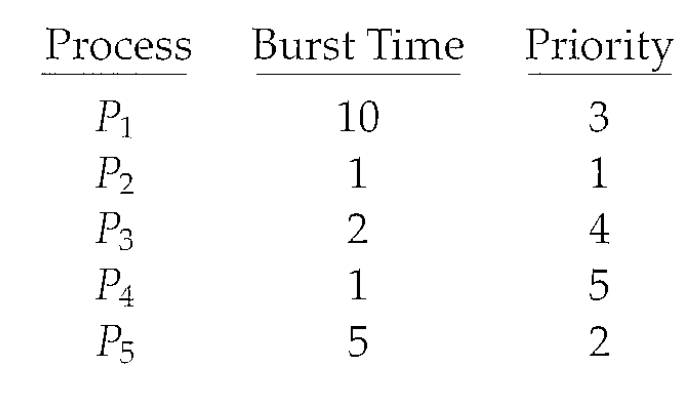 Process Burst Time Priority
P₁ 10 3
P₂ 1 1
P₃ 2 4
P₄ 1 5
P₅ 5 2